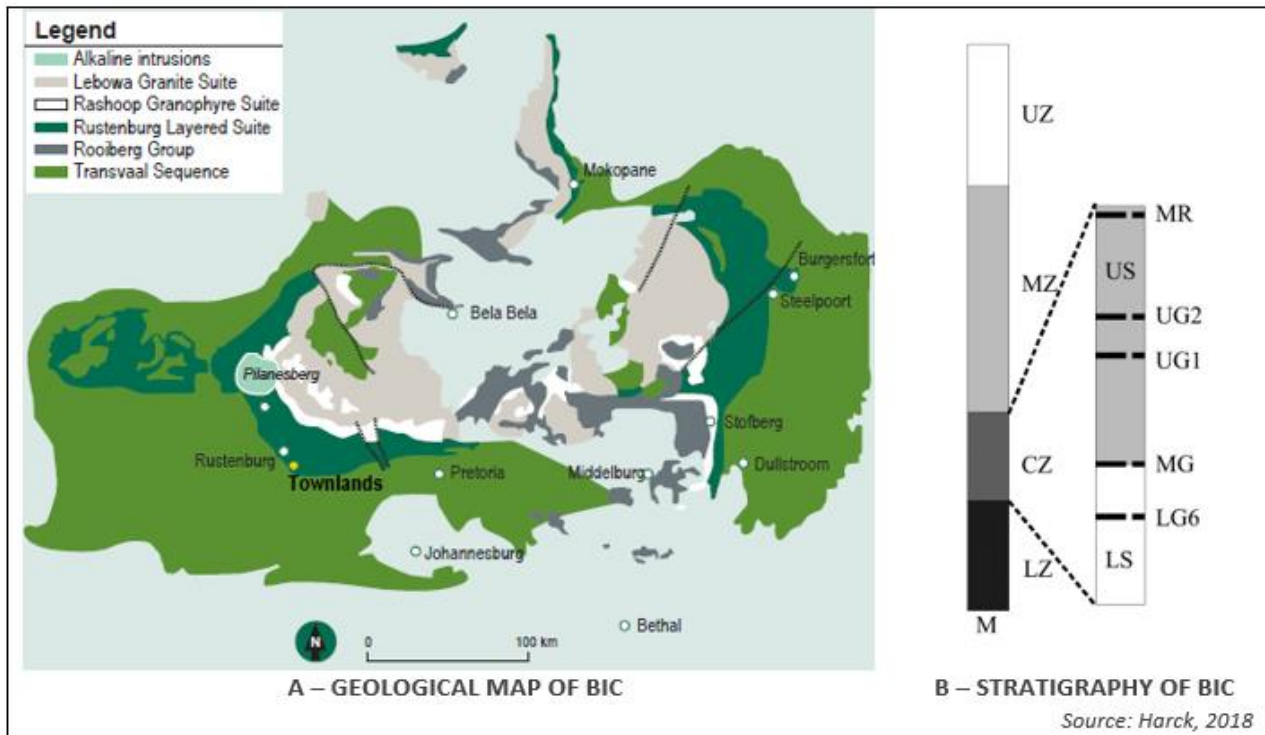 Legend
Alkaline intrusions
Lebowa Granite Suite
Rashoop Granophyre Suite
Rustenburg Layered Suite
Rooiberg Group
Transvaal Sequence
Mokopane
Burgersfort
Steelpoort
Bela Bela
Pilanesberg
Stofberg
Rustenburg
Townlands
Pretoria
Middelburg
Dullstroom
Johannesburg
Bethal
N
0
100 km
A – GEOLOGICAL MAP OF BIC
UZ
MZ
CZ
LZ
M
MR
US
UG2
UG1
MG
LG6
LS
B – STRATIGRAPHY OF BIC
Source: Harck, 2018